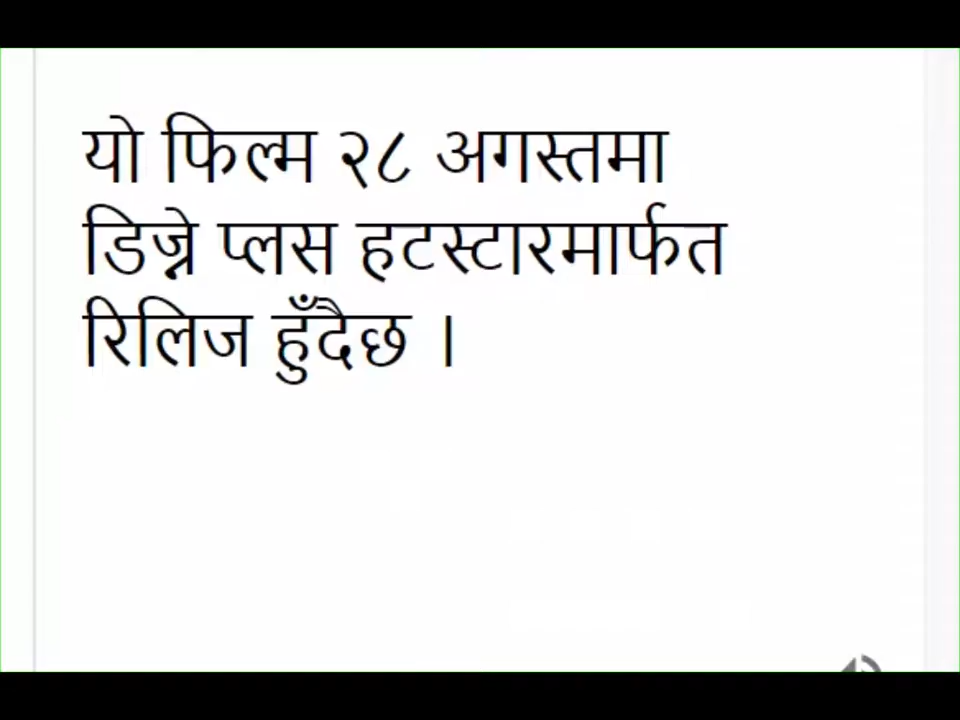 यो फिल्म २८ अगस्तमा
डिज्ने प्लस हटस्टारमार्फत
रिलिज हुँदैछ ।